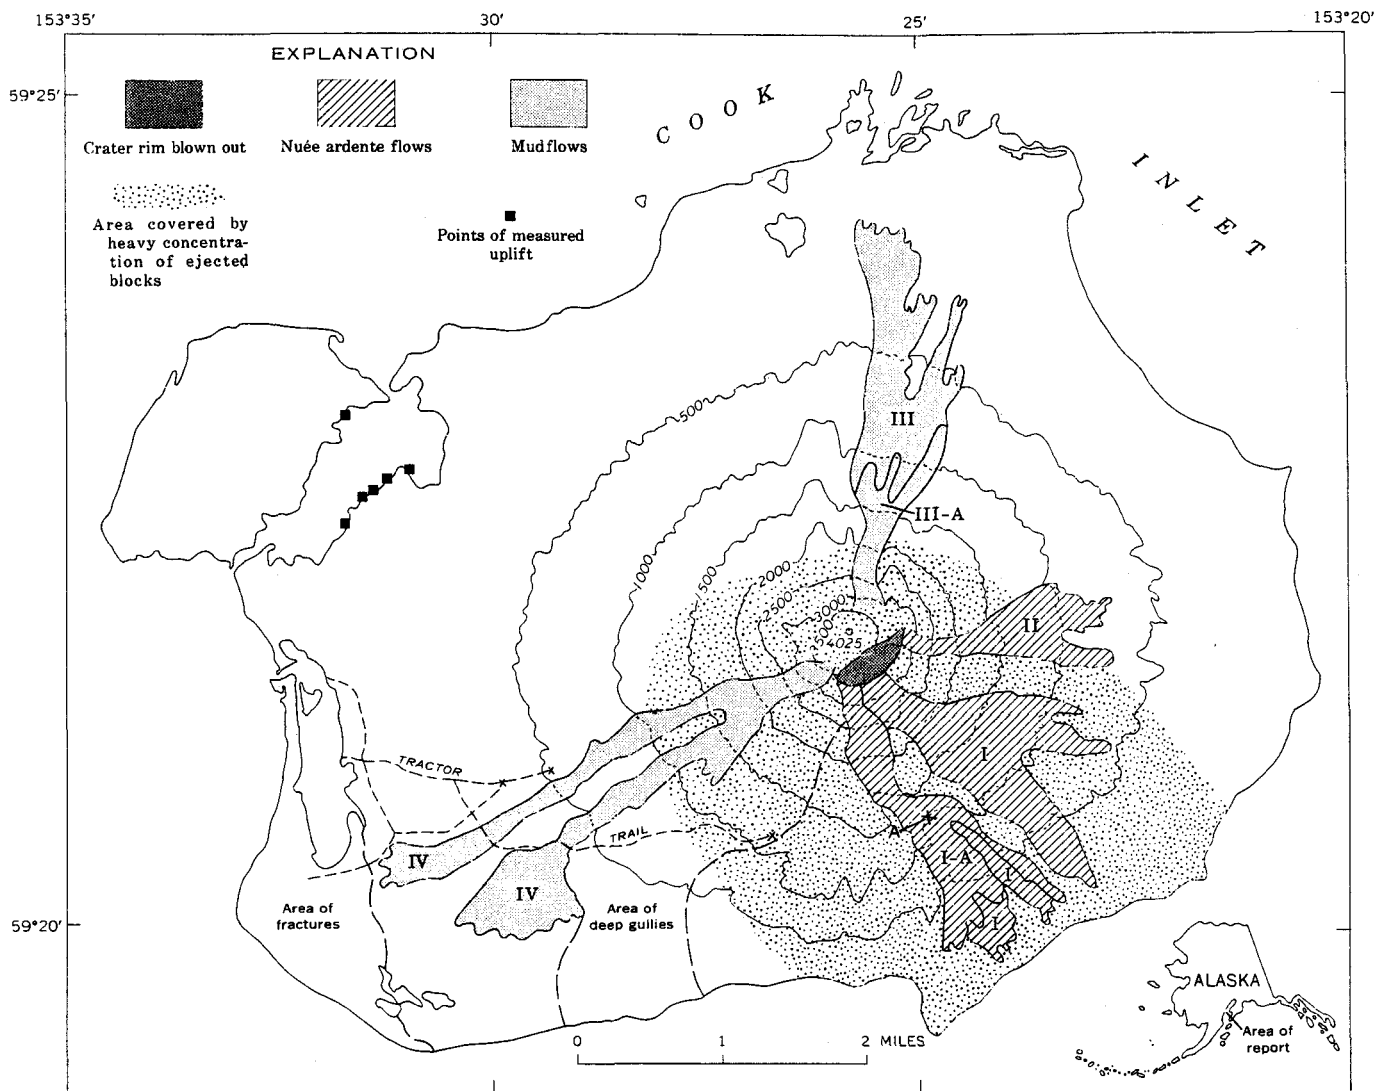 153°35'
30'
25'
153°20'
EXPLANATION
59°25'
COOK
INLET
Crater rim blown out
Nuée ardente flows
Mudflows
Area covered by
heavy concentra-
tion of ejected
blocks
Points of measured
uplift
500
III
III-A
1000
1500
2000
2500
3000
3500
4025
II
I
TRACTOR
TRAIL
A
I-A
I
I
IV
IV
Area of
fractures
Area of
deep gullies
59°20'
ALASKA
Area of
report
0
1
2 MILES